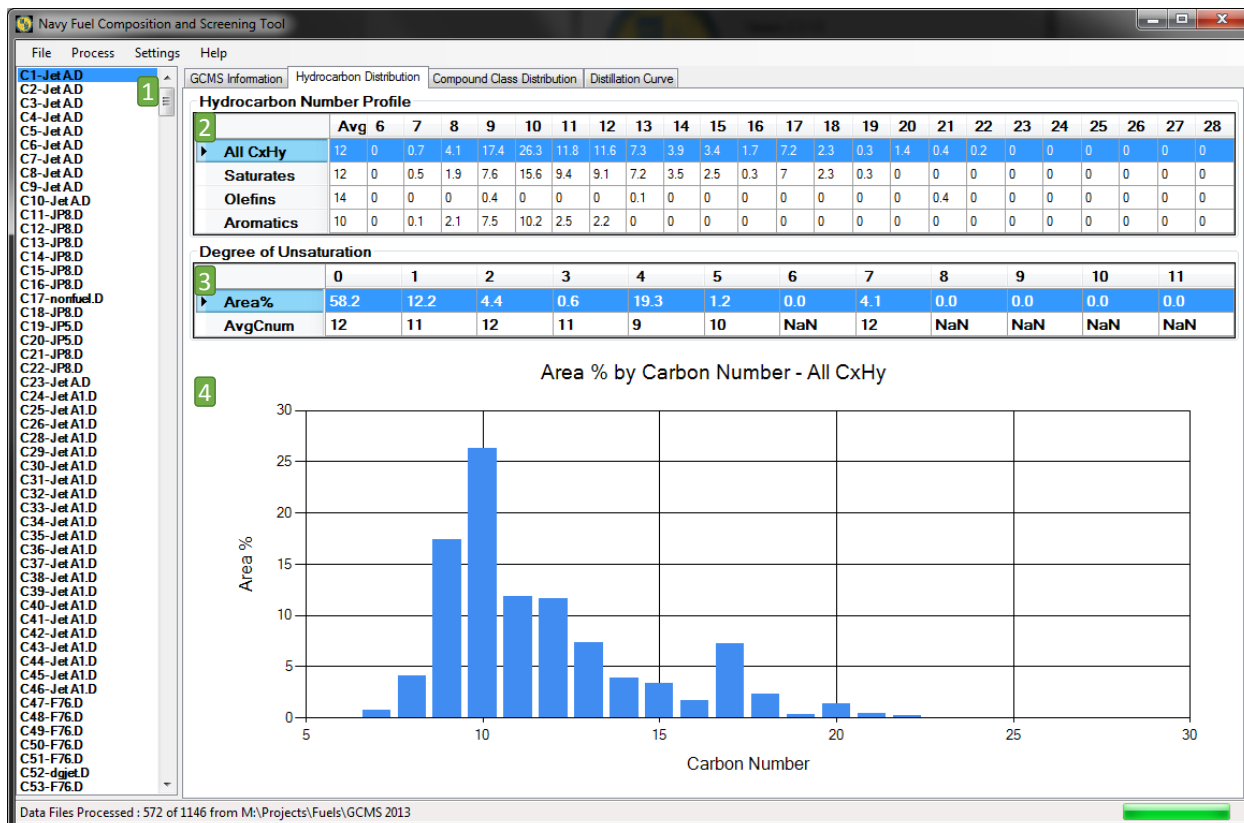 Navy Fuel Composition and Screening Tool
File Process Settings Help
C1-Jet A.D
C2-Jet A.D
C3-Jet A.D
C4-Jet A.D
C5-Jet A.D
C6-Jet A.D
C7-Jet A.D
C8-Jet A.D
C9-Jet A.D
C10-Jet A.D
C11-JP8.D
C12-JP8.D
C13-JP8.D
C14-JP8.D
C15-JP8.D
C16-JP8.D
C17-nonfuel.D
C18-JP8.D
C19-JP5.D
C20-JP5.D
C21-JP8.D
C22-JP8.D
C23-Jet A.D
C24-Jet A1.D
C25-Jet A1.D
C26-Jet A1.D
C28-Jet A1.D
C29-Jet A1.D
C30-Jet A1.D
C31-Jet A1.D
C32-Jet A1.D
C33-Jet A1.D
C34-Jet A1.D
C35-Jet A1.D
C36-Jet A1.D
C37-Jet A1.D
C38-Jet A1.D
C39-Jet A1.D
C40-Jet A1.D
C41-Jet A1.D
C42-Jet A1.D
C43-Jet A1.D
C44-Jet A1.D
C45-Jet A1.D
C46-Jet A1.D
C47-F76.D
C48-F76.D
C49-F76.D
C50-F76.D
C51-F76.D
C52-dgjet.D
C53-F76.D
1
GCMS Information Hydrocarbon Distribution Compound Class Distribution Distillation Curve
Hydrocarbon Number Profile
2 Avg 6 7 8 9 10 11 12 13 14 15 16 17 18 19 20 21 22 23 24 25 26 27 28
All CxHy 12 0 0.7 4.1 17.4 26.3 11.8 11.6 7.3 3.9 3.4 1.7 7.2 2.3 0.3 1.4 0.4 0.2 0 0 0 0 0 0
Saturates 12 0 0.5 1.9 7.6 15.6 9.4 9.1 7.2 3.5 2.5 0.3 7 2.3 0.3 0 0 0 0 0 0 0 0 0
Olefins 14 0 0 0 0.4 0 0 0 0.1 0 0 0 0 0 0 0 0.4 0 0 0 0 0 0 0
Aromatics 10 0 0.1 2.1 7.5 10.2 2.5 2.2 0 0 0 0 0 0 0 0 0 0 0 0 0 0 0 0
Degree of Unsaturation
3 0 1 2 3 4 5 6 7 8 9 10 11
Area% 58.2 12.2 4.4 0.6 19.3 1.2 0.0 4.1 0.0 0.0 0.0 0.0
AvgCnum 12 11 12 11 9 10 NaN 12 NaN NaN NaN NaN
4
Area % by Carbon Number - All CxHy
Area %
30
25
20
15
10
5
0
5 10 15 20 25 30
Carbon Number
Data Files Processed : 572 of 1146 from M:\Projects\Fuels\GCMS 2013